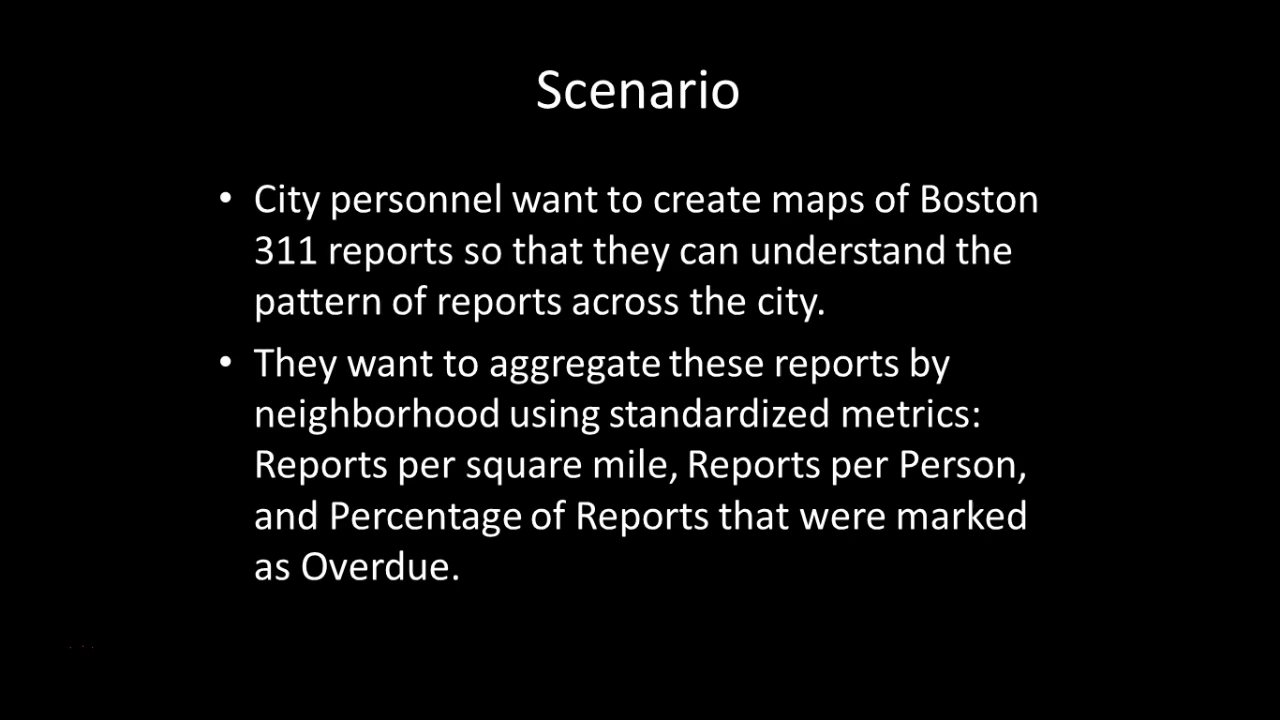 Scenario
• City personnel want to create maps of Boston
311 reports so that they can understand the
pattern of reports across the city.
• They want to aggregate these reports by
neighborhood using standardized metrics:
Reports per square mile, Reports per Person,
and Percentage of Reports that were marked
as Overdue.